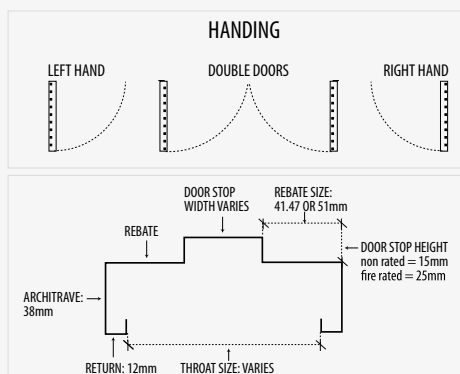 HANDING
LEFT HAND
DOUBLE DOORS
RIGHT HAND
DOOR STOP
WIDTH VARIES
REBATE SIZE:
41.47 OR 51mm
REBATE
DOOR STOP HEIGHT
non rated = 15mm
fire rated = 25mm
ARCHITRAVE:
38mm
RETURN: 12mm
THROAT SIZE: VARIES